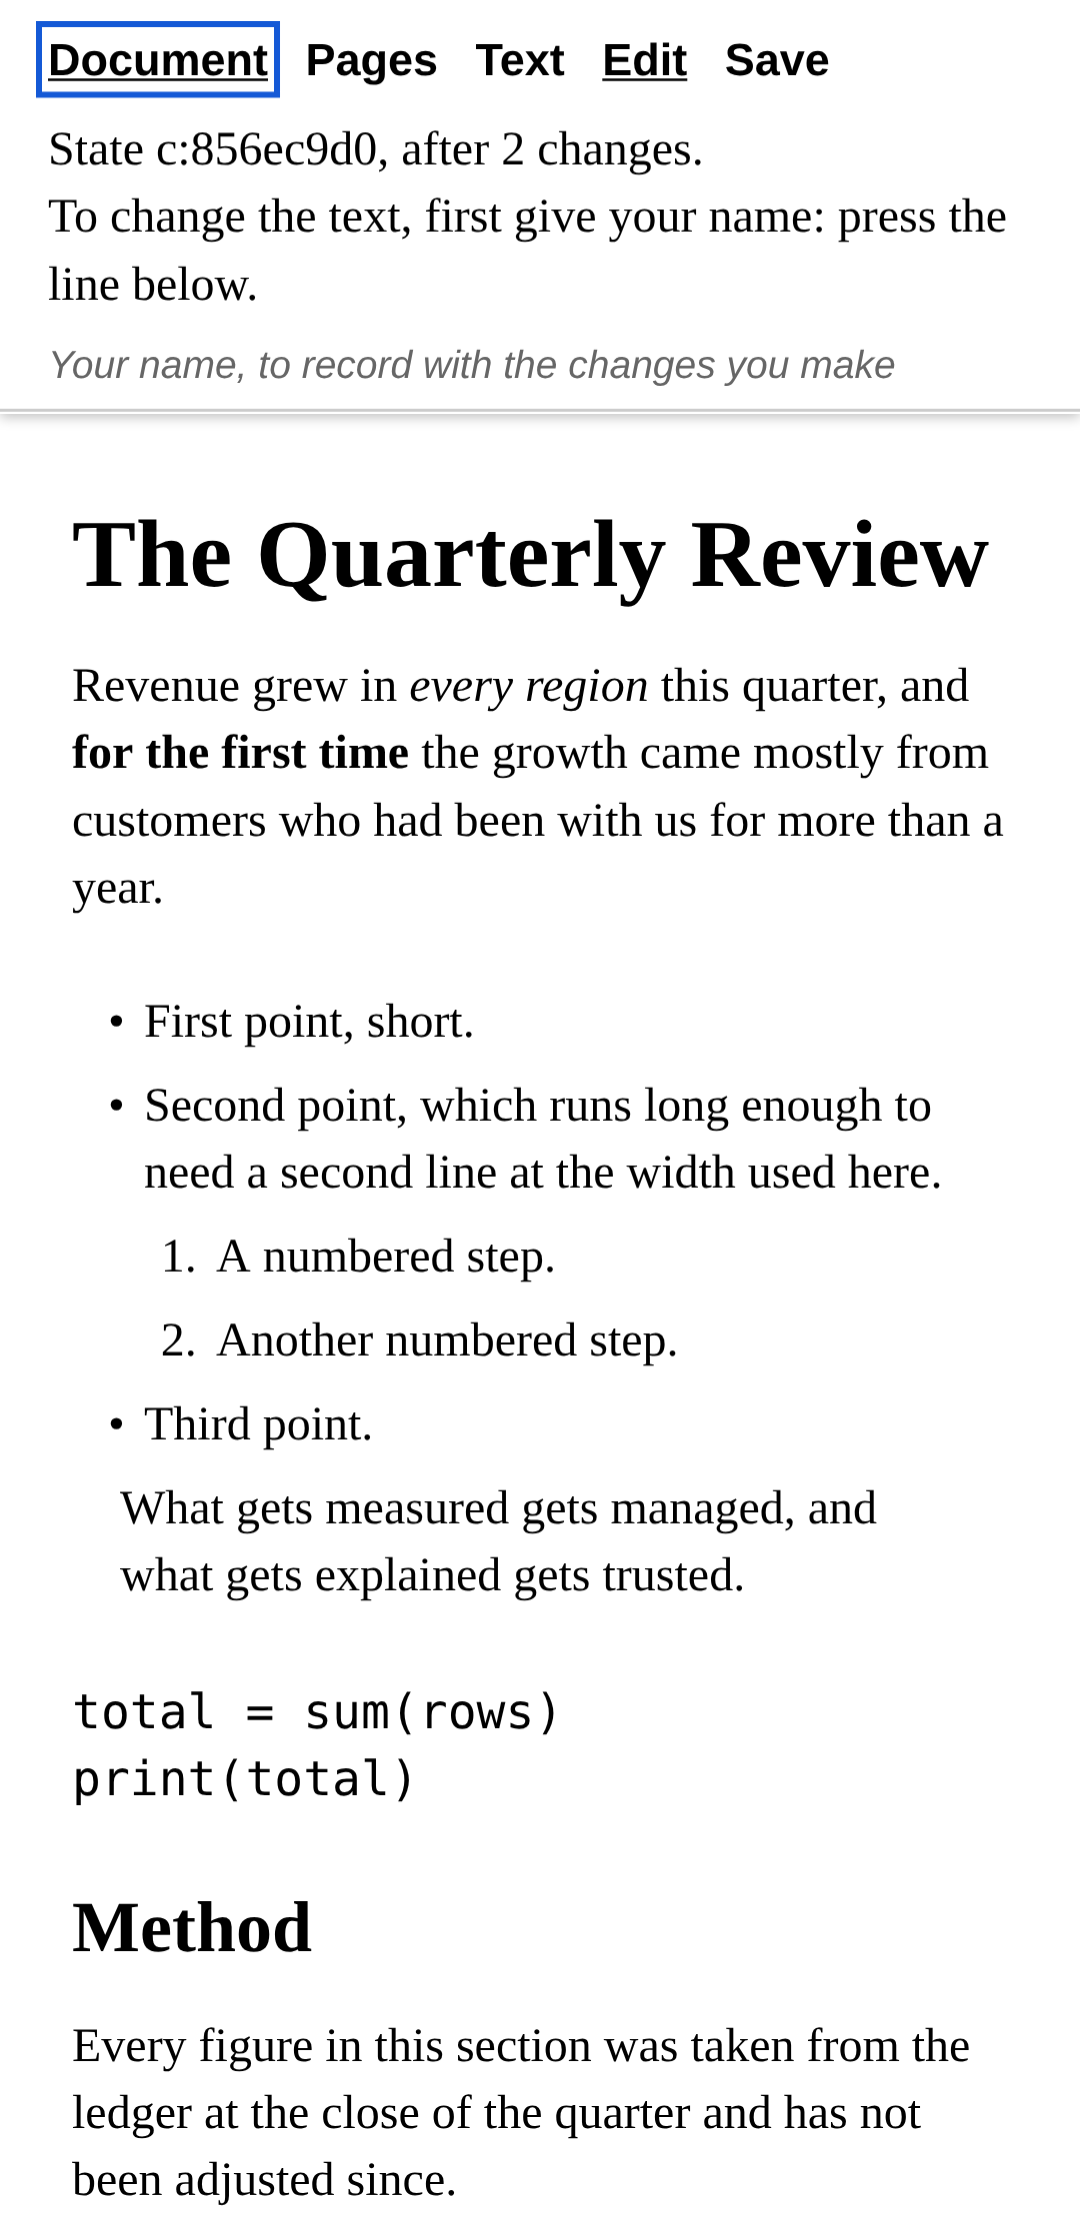 Document Pages Text Edit Save
State c:856ec9d0, after 2 changes.
To change the text, first give your name: press the
line below.
Your name, to record with the changes you make
The Quarterly Review
Revenue grew in every region this quarter, and
for the first time the growth came mostly from
customers who had been with us for more than a
year.
• First point, short.
• Second point, which runs long enough to
need a second line at the width used here.
1. A numbered step.
2. Another numbered step.
• Third point.
What gets measured gets managed, and
what gets explained gets trusted.
total = sum(rows)
print(total)
Method
Every figure in this section was taken from the
ledger at the close of the quarter and has not
been adjusted since.